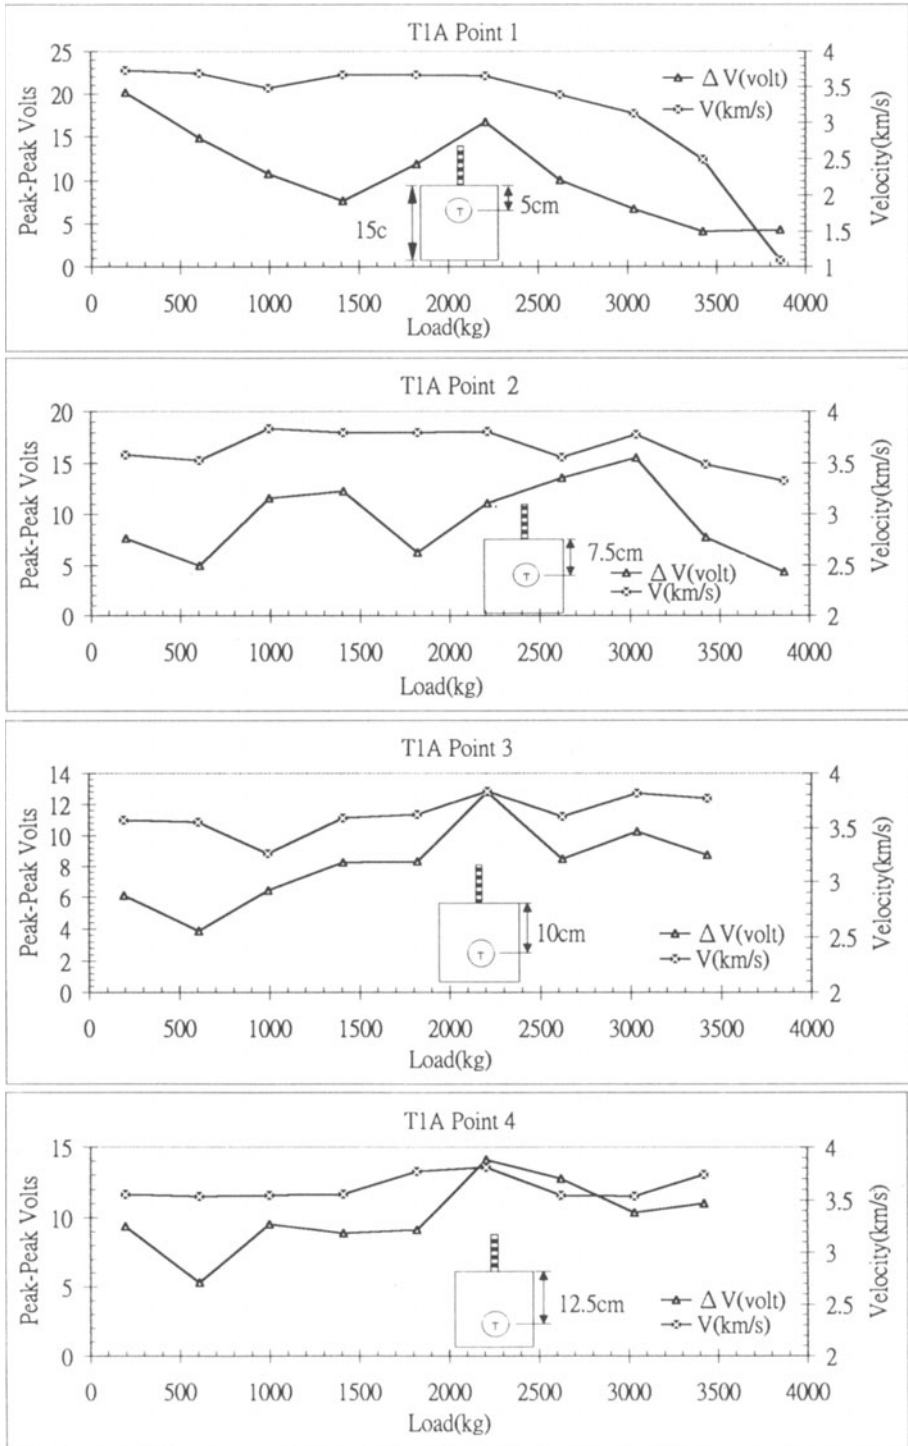 T1A Point 1
Peak-Peak Volts
25
20
15
10
5
0
4
3.5
3
2.5
2
1.5
1
Velocity(km/s)
Δ V(volt)
V(km/s)
T
15c
5cm
0 500 1000 1500 2000 2500 3000 3500 4000
Load(kg)
T1A Point 2
Peak-Peak Volts
20
15
10
5
0
4
3.5
3
2.5
2
Velocity(km/s)
T
7.5cm
Δ V(volt)
V(km/s)
0 500 1000 1500 2000 2500 3000 3500 4000
Load(kg)
T1A Point 3
Peak-Peak Volts
14
12
10
8
6
4
2
0
4
3.5
3
2.5
2
Velocity(km/s)
T
10cm
Δ V(volt)
V(km/s)
0 500 1000 1500 2000 2500 3000 3500 4000
Load(kg)
T1A Point 4
Peak-Peak Volts
15
10
5
0
4
3.5
3
2.5
2
Velocity(km/s)
T
12.5cm
Δ V(volt)
V(km/s)
0 500 1000 1500 2000 2500 3000 3500 4000
Load(kg)